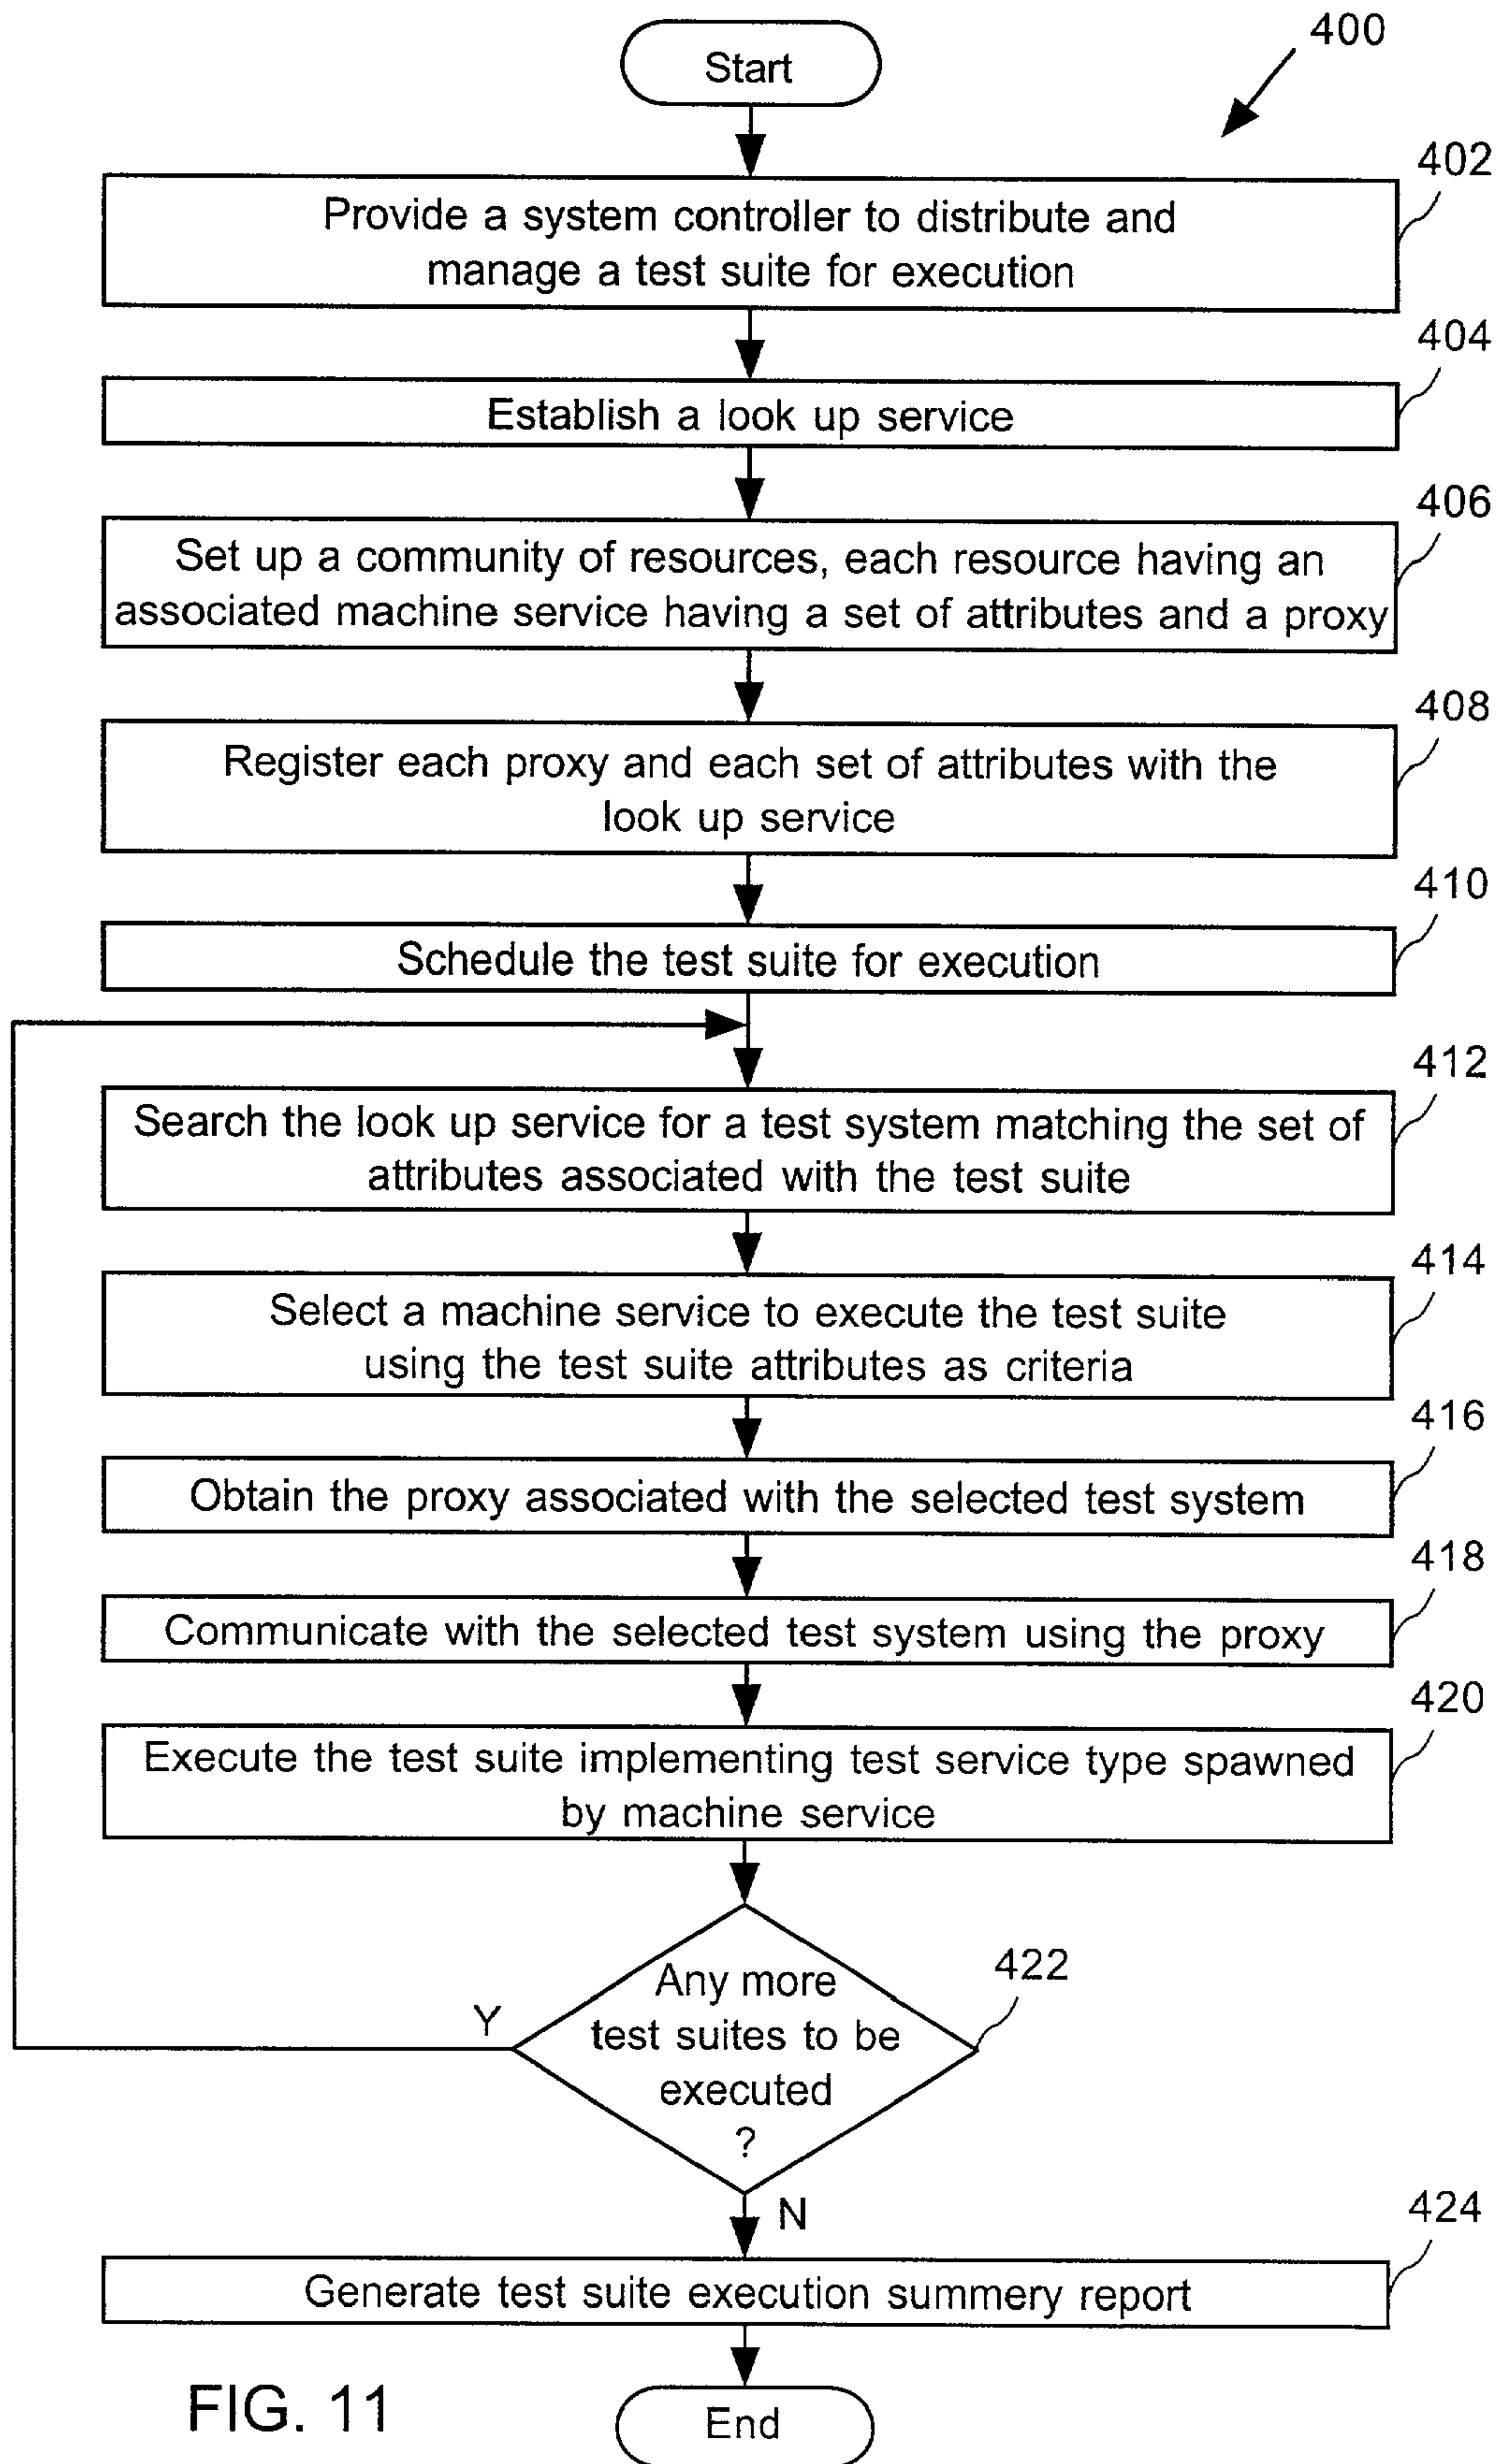 Start
400
402
Provide a system controller to distribute and
manage a test suite for execution
404
Establish a look up service
406
Set up a community of resources, each resource having an
associated machine service having a set of attributes and a proxy
408
Register each proxy and each set of attributes with the
look up service
410
Schedule the test suite for execution
412
Search the look up service for a test system matching the set of
attributes associated with the test suite
414
Select a machine service to execute the test suite
using the test suite attributes as criteria
416
Obtain the proxy associated with the selected test system
418
Communicate with the selected test system using the proxy
420
Execute the test suite implementing test service type spawned
by machine service
422
Any more
test suites to be
executed
?
Y
N
424
Generate test suite execution summery report
End
FIG. 11